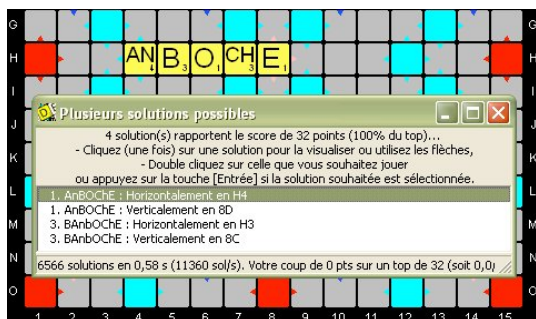 G G
H AN4 B3 O1 CH4 E1 H
I I
Plusieurs solutions possibles
J 4 solution(s) rapportent le score de 32 points (100% du top)... J
- Cliquez (une fois) sur une solution pour la visualiser ou utilisez les flèches,
K - Double cliquez sur celle que vous souhaitez jouer K
ou appuyez sur la touche [Entrée] si la solution souhaitée est sélectionnée.
L 1. AnBOChE : Horizontalement en H4 L
1. AnBOChE : Verticalement en 8D
M 3. BAnbOChE : Horizontalement en H3 M
3. BAnbOChE : Verticalement en 8C
N 6566 solutions en 0,58 s (11360 sol/s). Votre coup de 0 pts sur un top de 32 (soit 0,0 N
O O
1 2 3 4 5 6 7 8 9 10 11 12 13 14 15